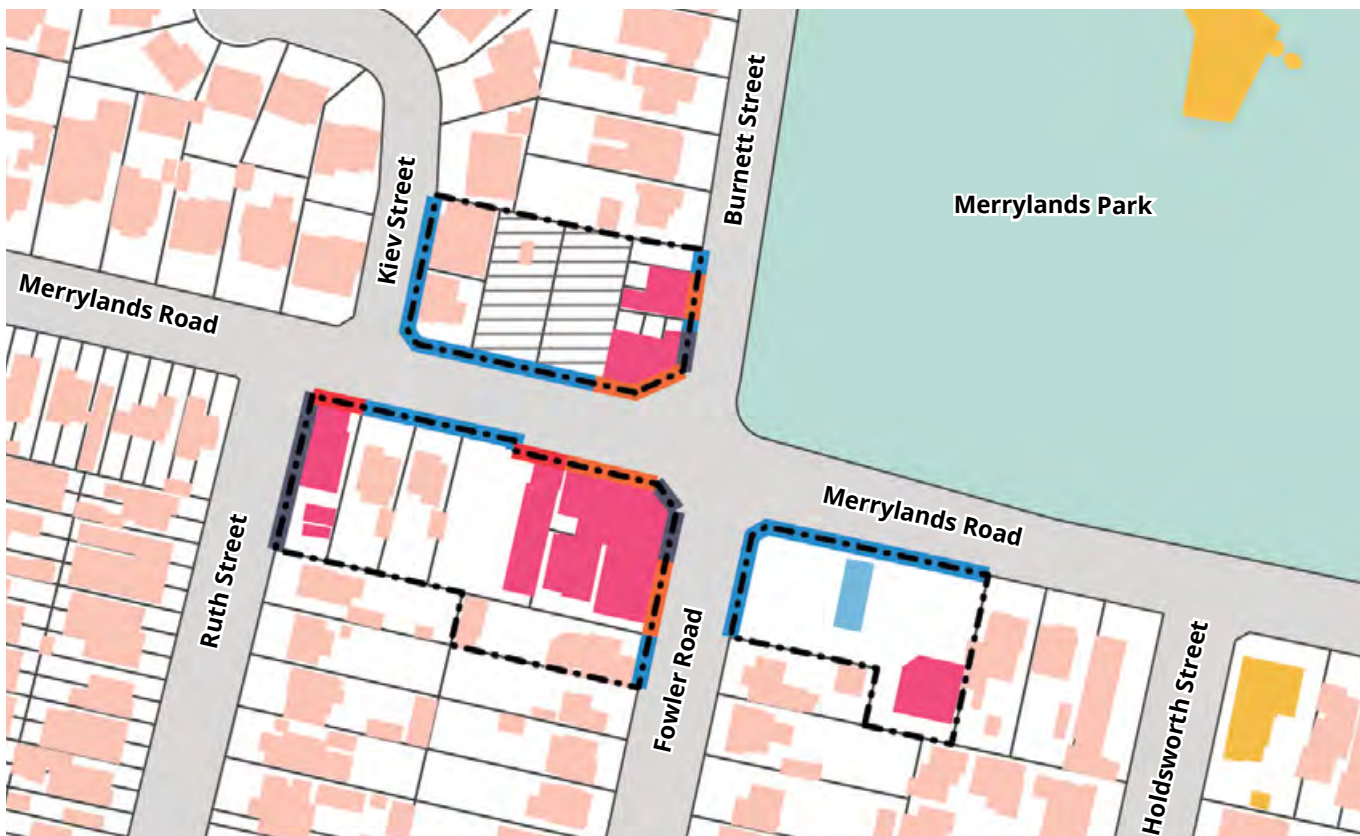 Burnett Street
Merrylands Park
Kiev Street
Merrylands Road
Merrylands Road
Ruth Street
Fowler Road
Holdsworth Street